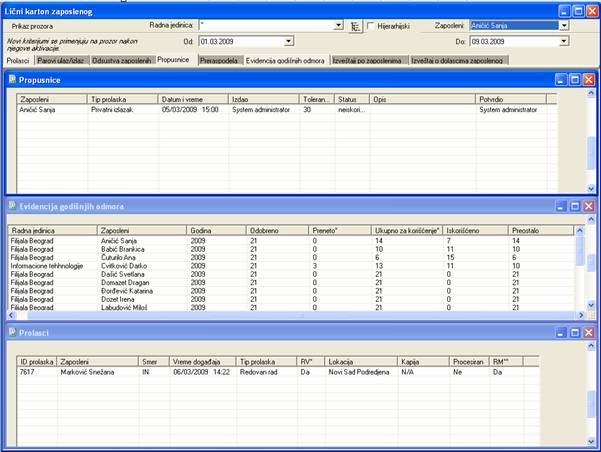 Lični karton zaposlenog
Prikaz prozora Radna jedinica: * Hijerarhijski Zaposleni: Aničić Sanja
Novi kriterijumi se primenjuju na prozor nakon njegove aktivacije. Od: 01.03.2009 Do: 09.03.2009
Prolasci Parovi ulaz/izlaz Odsustva zaposlenih Propusnice Preraspodela Evidencija godišnjih odmora Izveštaj po zaposlenima Izveštaj o dolascima zaposlenog
Propusnice
Zaposleni Tip prolaska Datum i vreme Izdao Toleran... Status Opis Potvrdio
Aničić Sanja Privatni izlazak 05/03/2009 15:00 System administrator 30 neiskori... System administrator
Evidencija godišnjih odmora
Radna jedinica Zaposleni Godina Odobreno Preneto* Ukupno za korišćenje* Iskorišćeno Preostalo
Filijala Beograd Aničić Sanja 2009 21 0 14 7 14
Filijala Beograd Babić Brankica 2009 21 0 10 11 10
Filijala Beograd Čuturilo Ana 2009 21 0 6 15 6
Informacione tehhnologije Cvitković Darko 2009 21 3 13 11 10
Filijala Beograd Dašić Svetlana 2009 21 0 21 0 21
Filijala Beograd Domazet Dragan 2009 21 0 21 0 21
Filijala Beograd Đorđević Katarina 2009 21 0 21 0 21
Filijala Beograd Dozet Irena 2009 21 0 21 0 21
Filijala Beograd Labudović Miloš 2009 21 0 21 0 21
Prolasci
ID prolaska Zaposleni Smer Vreme događaja Tip prolaska RV* Lokacija Kapija Procesiran RM**
7617 Marković Snežana IN 06/03/2009 14:22 Redovan rad Da Novi Sad Podredjena N/A Ne Da